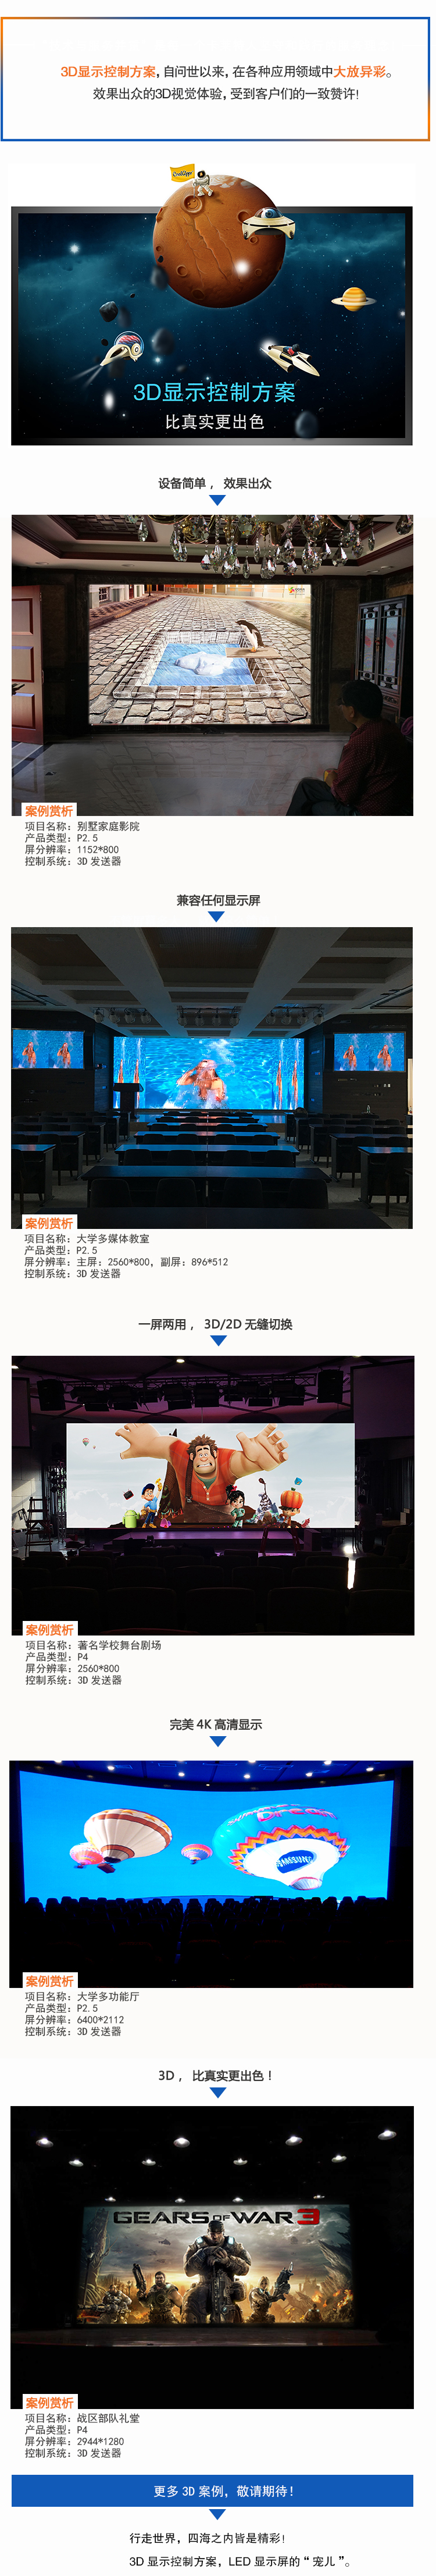 3D显示控制方案,自问世以来,在各种应用领域中大放异彩。
效果出众的3D视觉体验,受到客户们的一致赞许!
3D显示控制方案
比真实更出色
设备简单， 效果出众
案例赏析
项目名称：别墅家庭影院
产品类型：P2.5
屏分辨率：1152*800
控制系统：3D 发送器
兼容任何显示屏
案例赏析
项目名称：大学多媒体教室
产品类型：P2.5
屏分辨率：主屏：2560*800，副屏：896*512
控制系统：3D 发送器
一屏两用， 3D/2D 无缝切换
案例赏析
项目名称：著名学校舞台剧场
产品类型：P4
屏分辨率：2560*800
控制系统：3D 发送器
完美 4K 高清显示
SAMSUNG
案例赏析
项目名称：大学多功能厅
产品类型：P2.5
屏分辨率：6400*2112
控制系统：3D 发送器
3D， 比真实更出色！
GEARS OF WAR 3
案例赏析
项目名称：战区部队礼堂
产品类型：P4
屏分辨率：2944*1280
控制系统：3D 发送器
更多 3D 案例，敬请期待！
行走世界，四海之内皆是精彩!
3D 显示控制方案，LED 显示屏的“宠儿”。